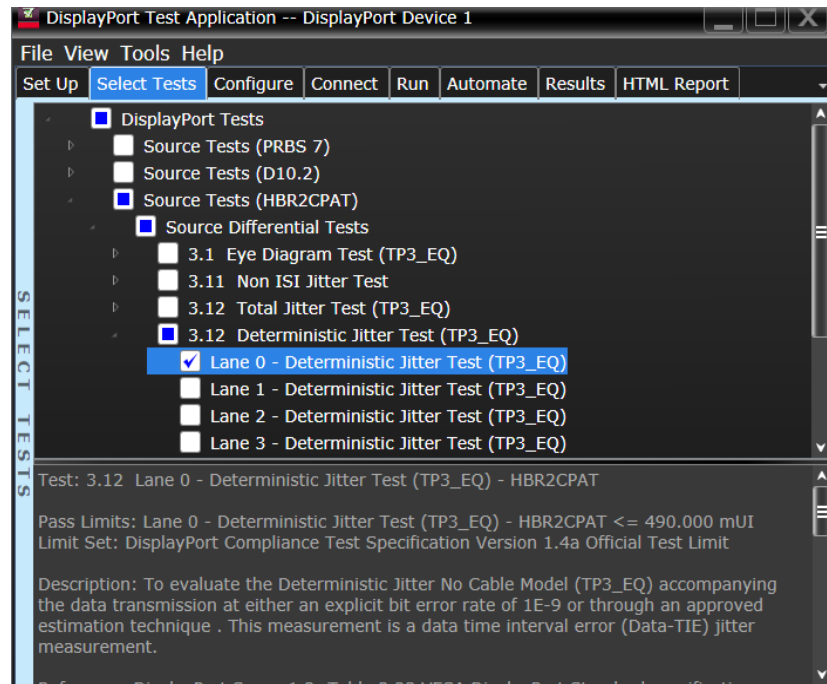 DisplayPort Test Application -- DisplayPort Device 1
File View Tools Help
Set Up Select Tests Configure Connect Run Automate Results HTML Report
DisplayPort Tests
Source Tests (PRBS 7)
Source Tests (D10.2)
Source Tests (HBR2CPAT)
Source Differential Tests
3.1 Eye Diagram Test (TP3_EQ)
3.11 Non ISI Jitter Test
3.12 Total Jitter Test (TP3_EQ)
3.12 Deterministic Jitter Test (TP3_EQ)
Lane 0 - Deterministic Jitter Test (TP3_EQ)
Lane 1 - Deterministic Jitter Test (TP3_EQ)
Lane 2 - Deterministic Jitter Test (TP3_EQ)
Lane 3 - Deterministic Jitter Test (TP3_EQ)
SELECT TESTS
Test: 3.12 Lane 0 - Deterministic Jitter Test (TP3_EQ) - HBR2CPAT
Pass Limits: Lane 0 - Deterministic Jitter Test (TP3_EQ) - HBR2CPAT <= 490.000 mUI
Limit Set: DisplayPort Compliance Test Specification Version 1.4a Official Test Limit
Description: To evaluate the Deterministic Jitter No Cable Model (TP3_EQ) accompanying
the data transmission at either an explicit bit error rate of 1E-9 or through an approved
estimation technique . This measurement is a data time interval error (Data-TIE) jitter
measurement.